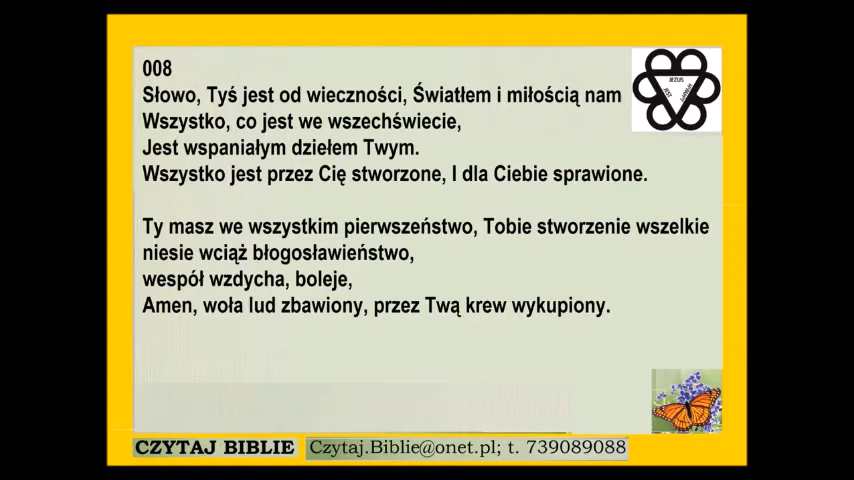 008
Słowo, Tyś jest od wieczności, Światłem i miłością nam
Wszystko, co jest we wszechświecie,
Jest wspaniałym dziełem Twym.
Wszystko jest przez Cię stworzone, I dla Ciebie sprawione.
Ty masz we wszystkim pierwszeństwo, Tobie stworzenie wszelkie
niesie wciąż błogosławieństwo,
wespół wzdycha, boleje,
Amen, woła lud zbawiony, przez Twą krew wykupiony.
JEZUS
JEST
CZYTAJ BIBLIE
Czytaj.Biblie@onet.pl; t. 739089088